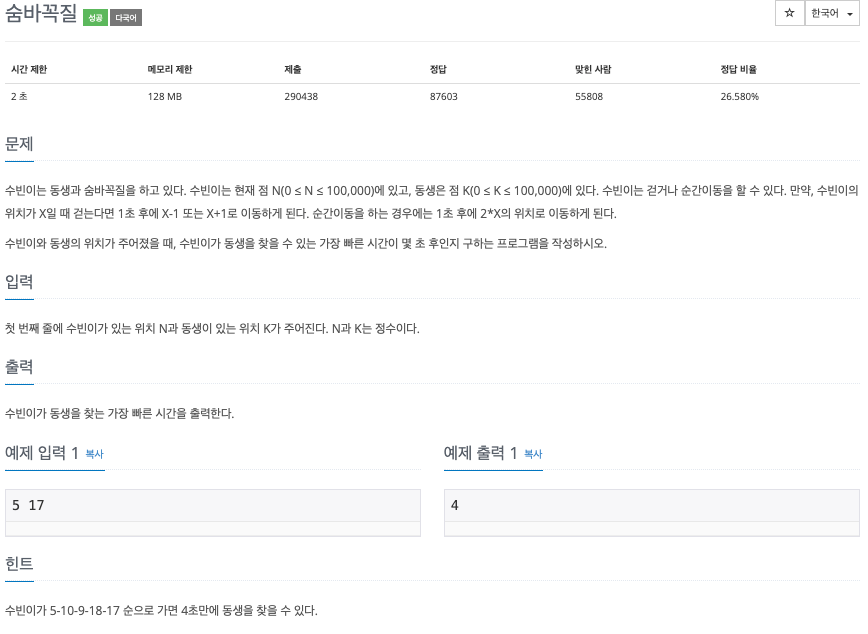 숨바꼭질 성공 다국어
☆ 한국어
시간 제한 메모리 제한 제출 정답 맞힌 사람 정답 비율
2 초 128 MB 290438 87603 55808 26.580%
문제
수빈이는 동생과 숨바꼭질을 하고 있다. 수빈이는 현재 점 N(0 ≤ N ≤ 100,000)에 있고, 동생은 점 K(0 ≤ K ≤ 100,000)에 있다. 수빈이는 걷거나 순간이동을 할 수 있다. 만약, 수빈이의
위치가 X일 때 걷는다면 1초 후에 X-1 또는 X+1로 이동하게 된다. 순간이동을 하는 경우에는 1초 후에 2*X의 위치로 이동하게 된다.
수빈이와 동생의 위치가 주어졌을 때, 수빈이가 동생을 찾을 수 있는 가장 빠른 시간이 몇 초 후인지 구하는 프로그램을 작성하시오.
입력
첫 번째 줄에 수빈이가 있는 위치 N과 동생이 있는 위치 K가 주어진다. N과 K는 정수이다.
출력
수빈이가 동생을 찾는 가장 빠른 시간을 출력한다.
예제 입력 1 복사
5 17
예제 출력 1 복사
4
힌트
수빈이가 5-10-9-18-17 순으로 가면 4초만에 동생을 찾을 수 있다.